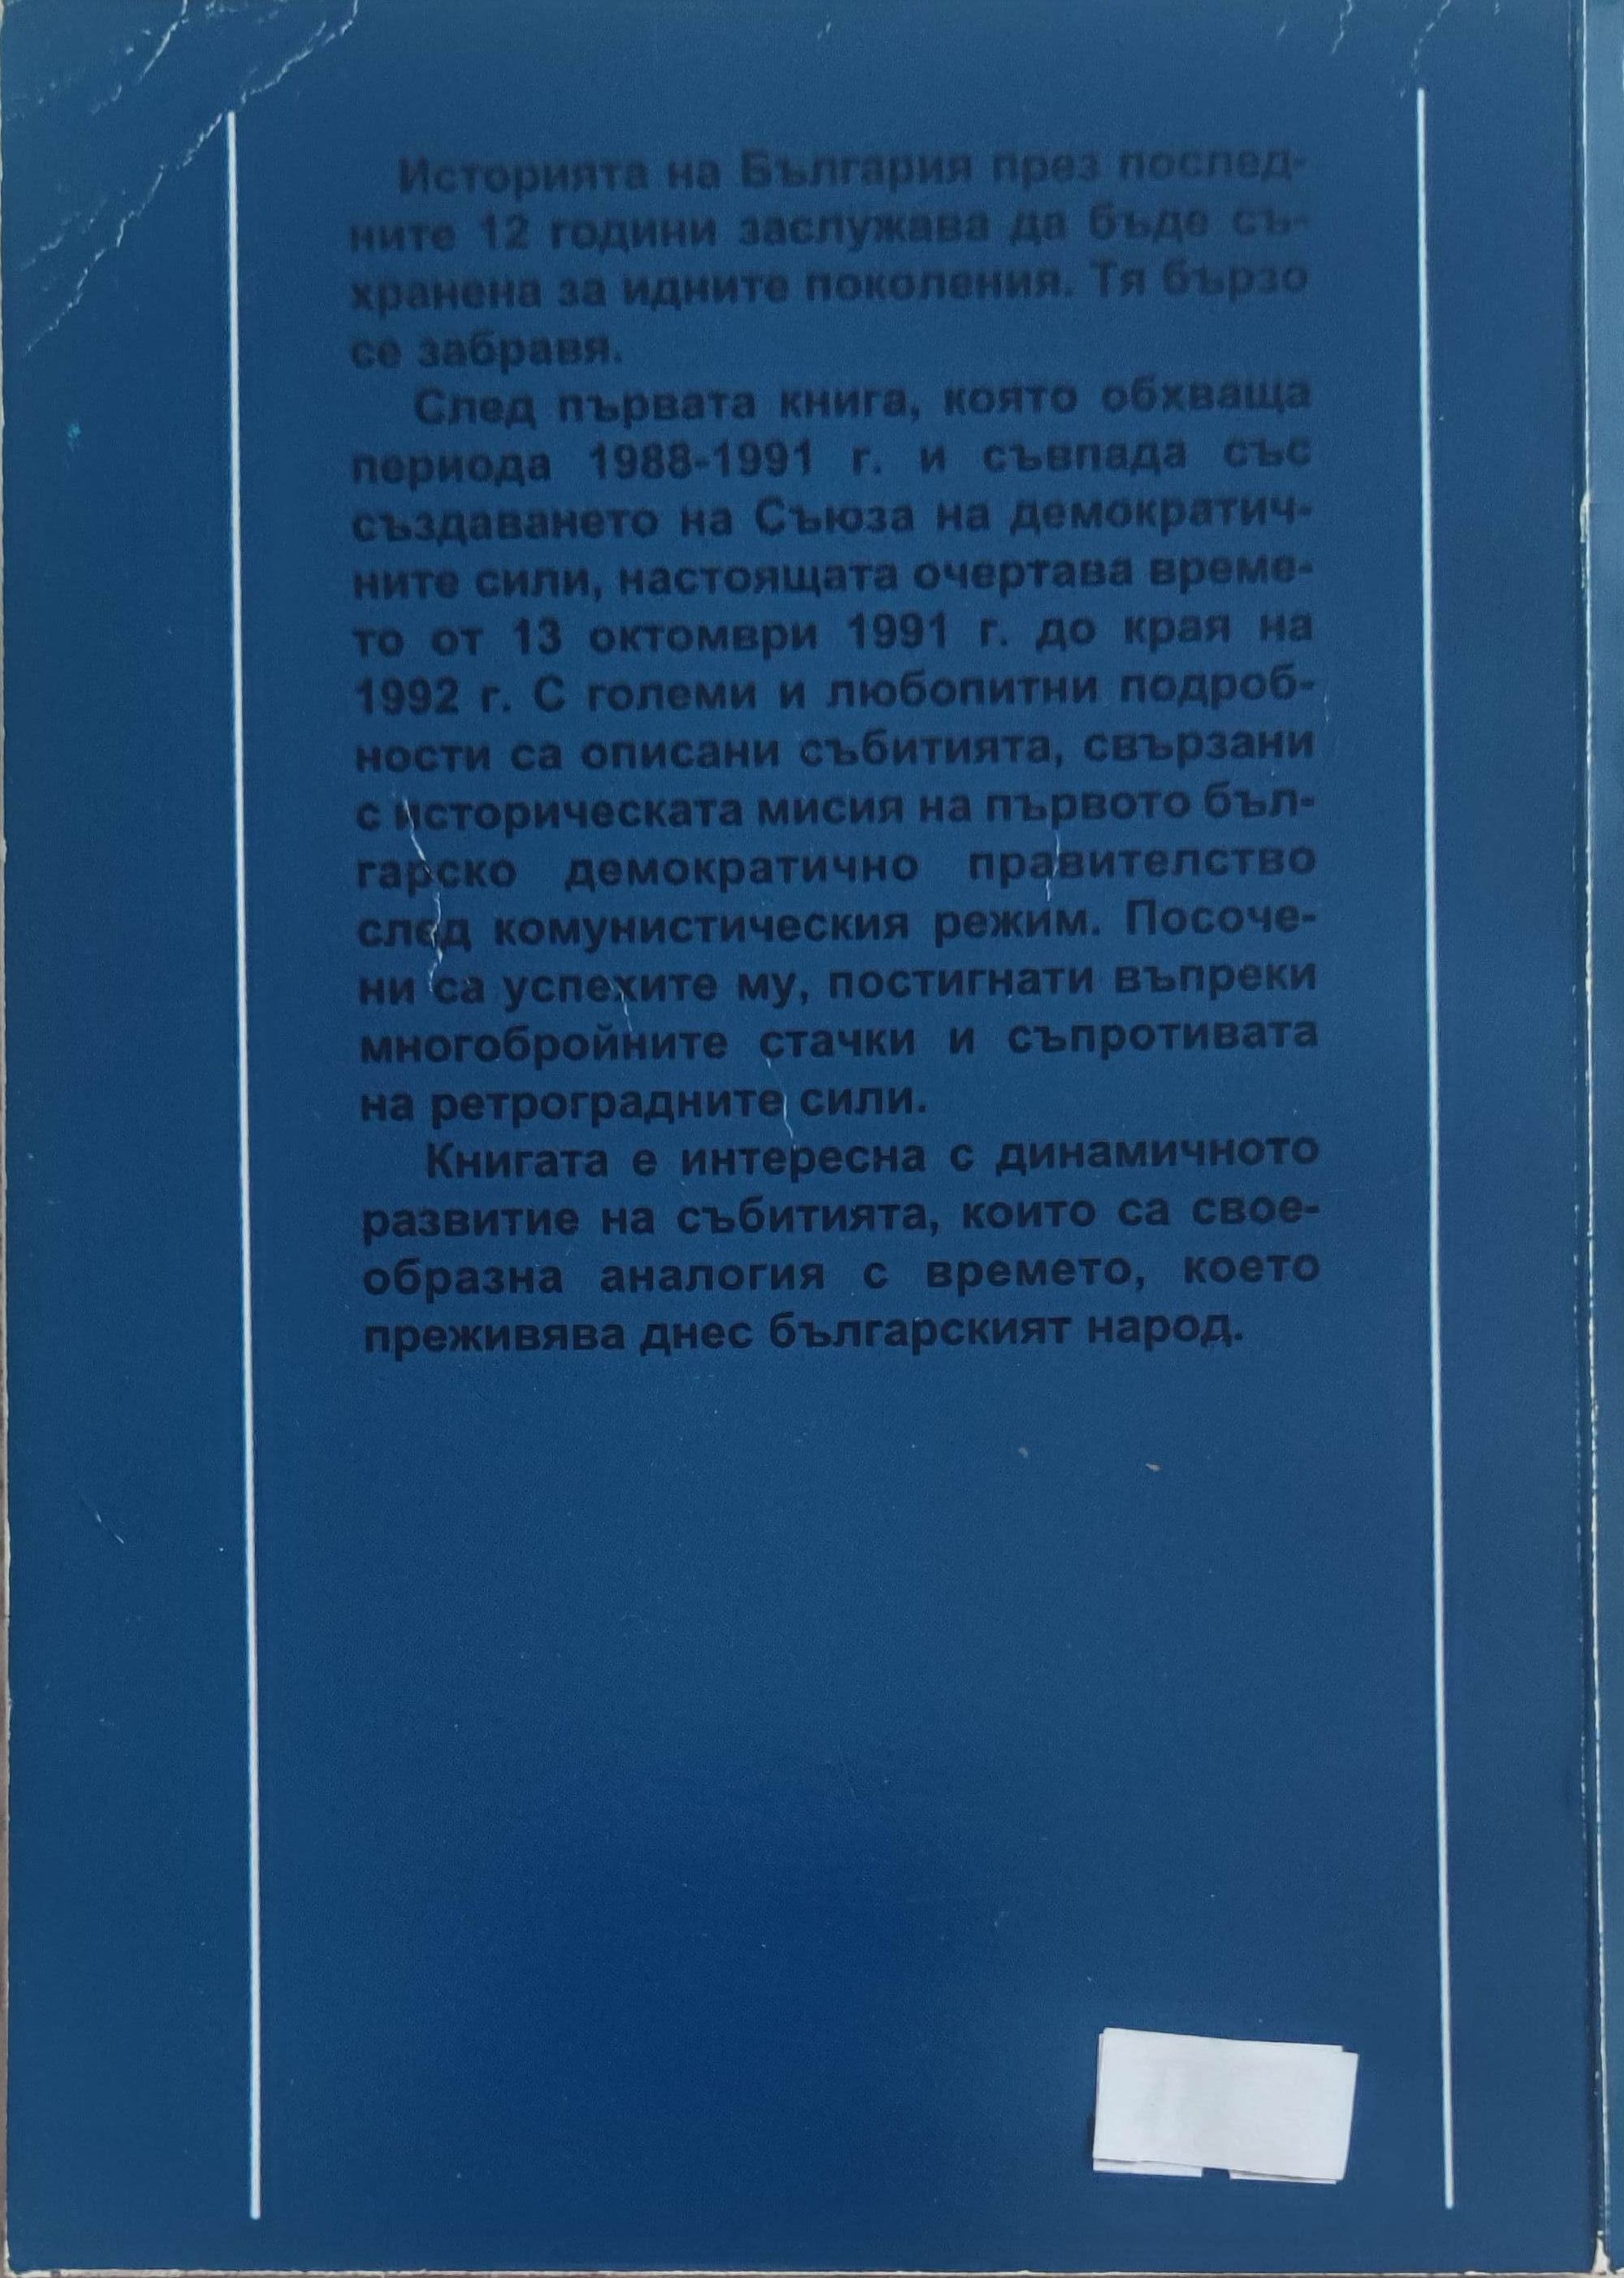 Историята на България през послед-
ните 12 години заслужава да бъде съ-
хранена за идните поколения. Тя бързо
се забравя.
След първата книга, която обхваща
периода 1988-1991 г. и съвпада със
създаването на Съюза на демократич-
ните сили, настоящата очертава време-
то от 13 октомври 1991 г. до края на
1992 г. С големи и любопитни подроб-
ности са описани събитията, свързани
с историческата мисия на първото бъл-
гарско демократично правителство
след комунистическия режим. Посоче-
ни са успехите му, постигнати въпреки
многобройните стачки и съпротивата
на ретроградните сили.
Книгата е интересна с динамичното
развитие на събитията, които са свое-
образна аналогия с времето, което
преживява днес българският народ.